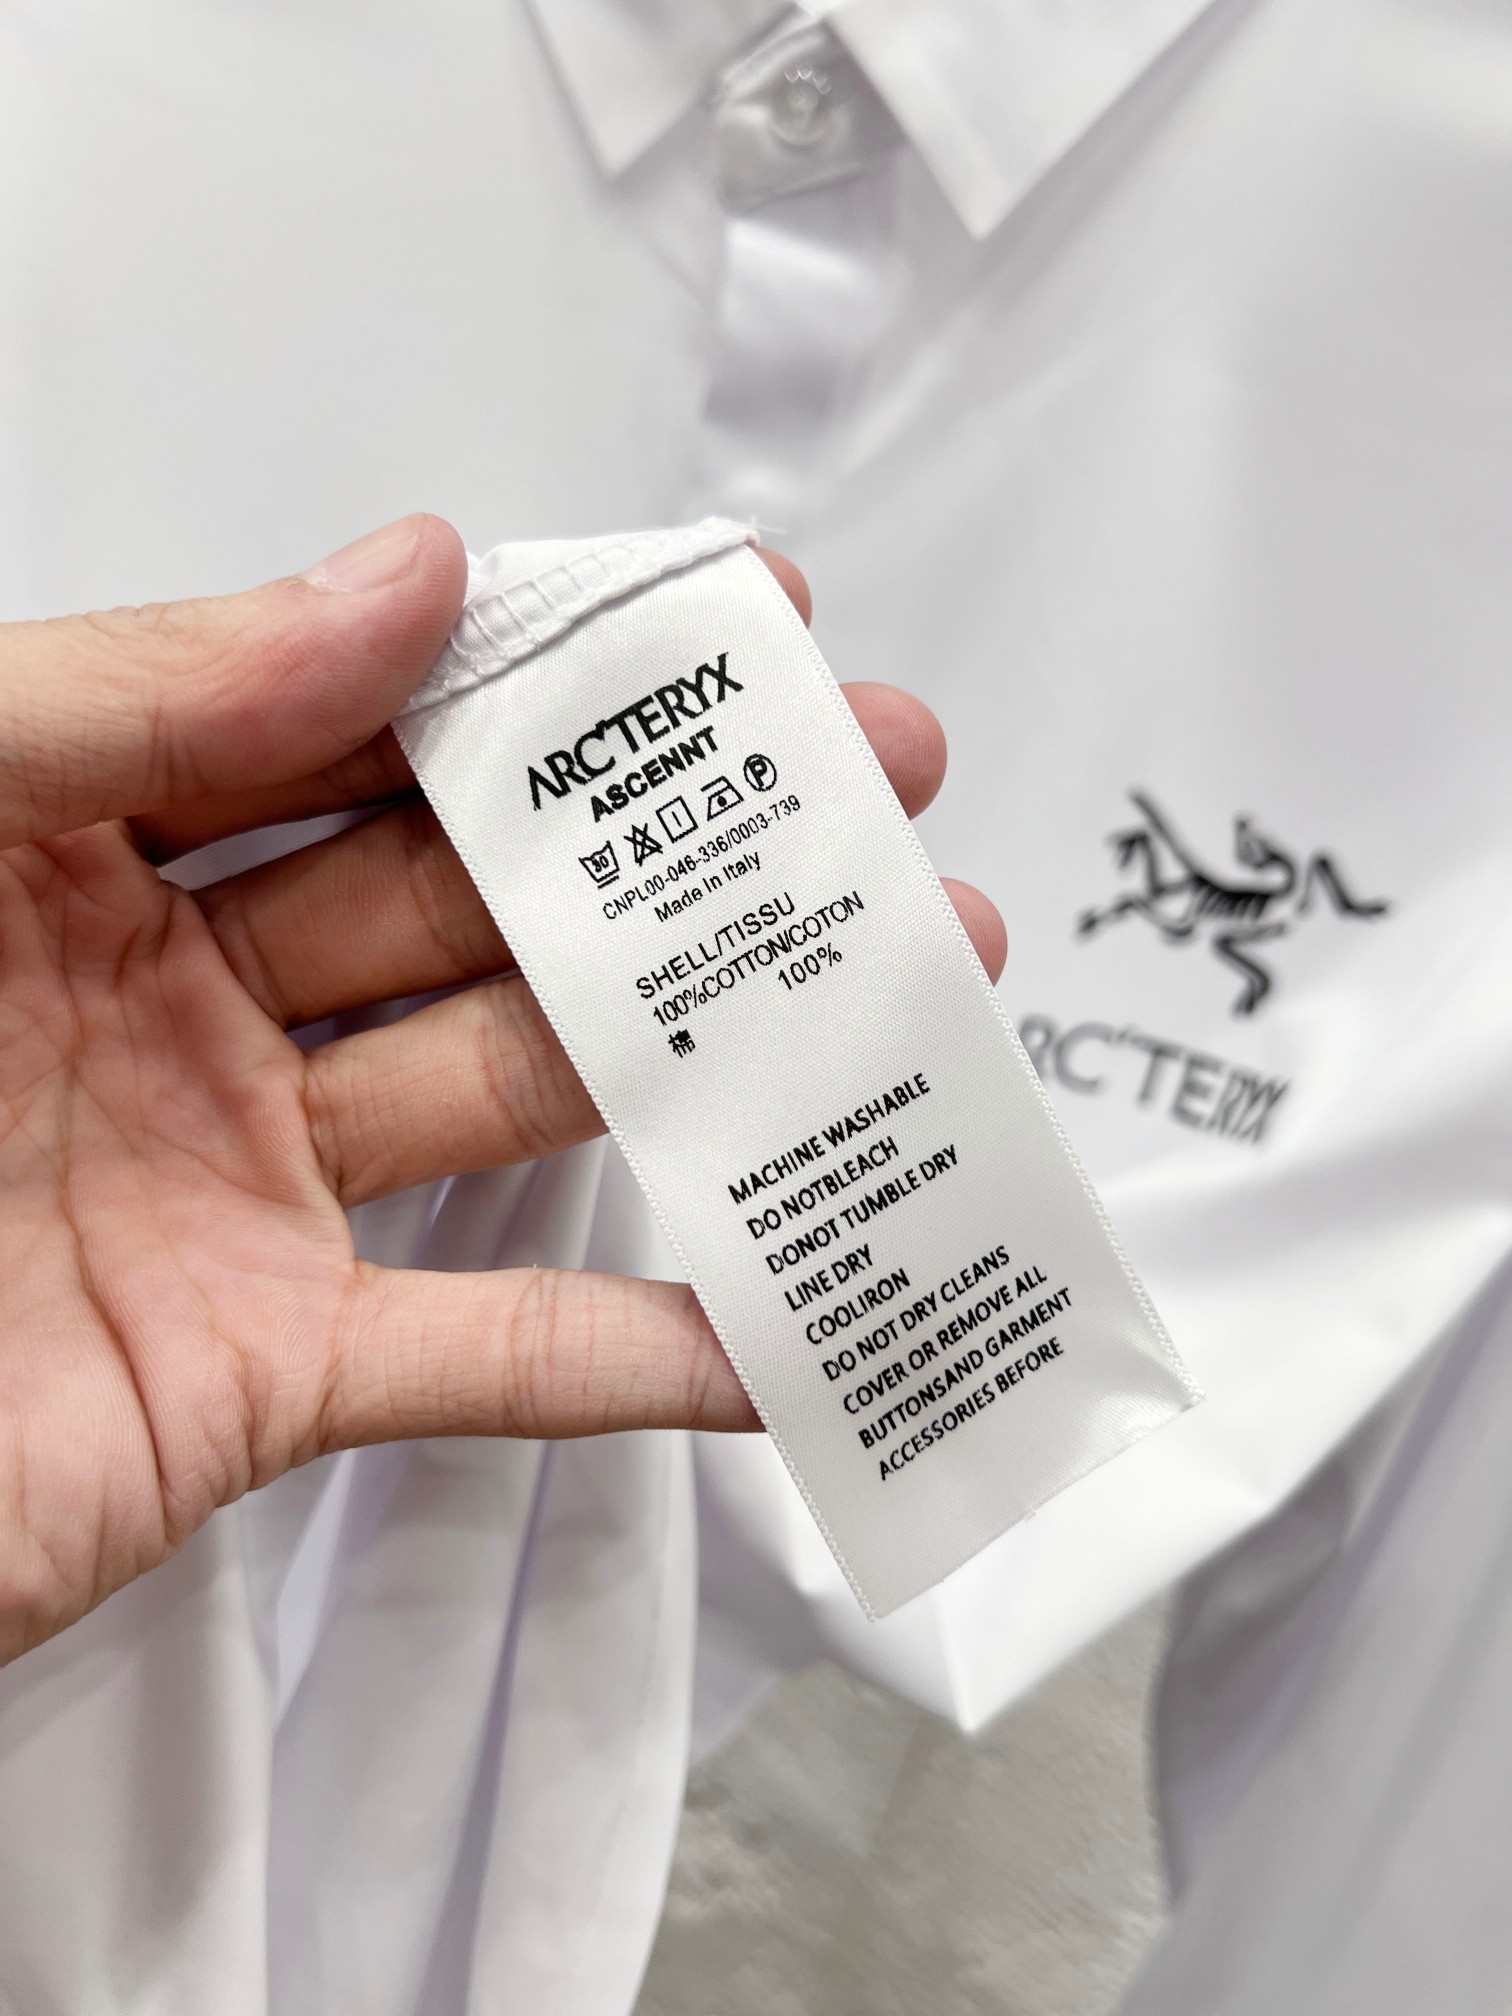 ARC'TERYX
ASCENNT
30
P
CNPL00-046-336/0003-739
Made In Italy
SHELL/TISSU
100%COTTON/COTON
100%
棉
MACHINE WASHABLE
DO NOTBLEACH
DONOT TUMBLE DRY
LINE DRY
COOLIRON
DO NOT DRY CLEANS
COVER OR REMOVE ALL
BUTTONSAND GARMENT
ACCESSORIES BEFORE
RC'TERYX